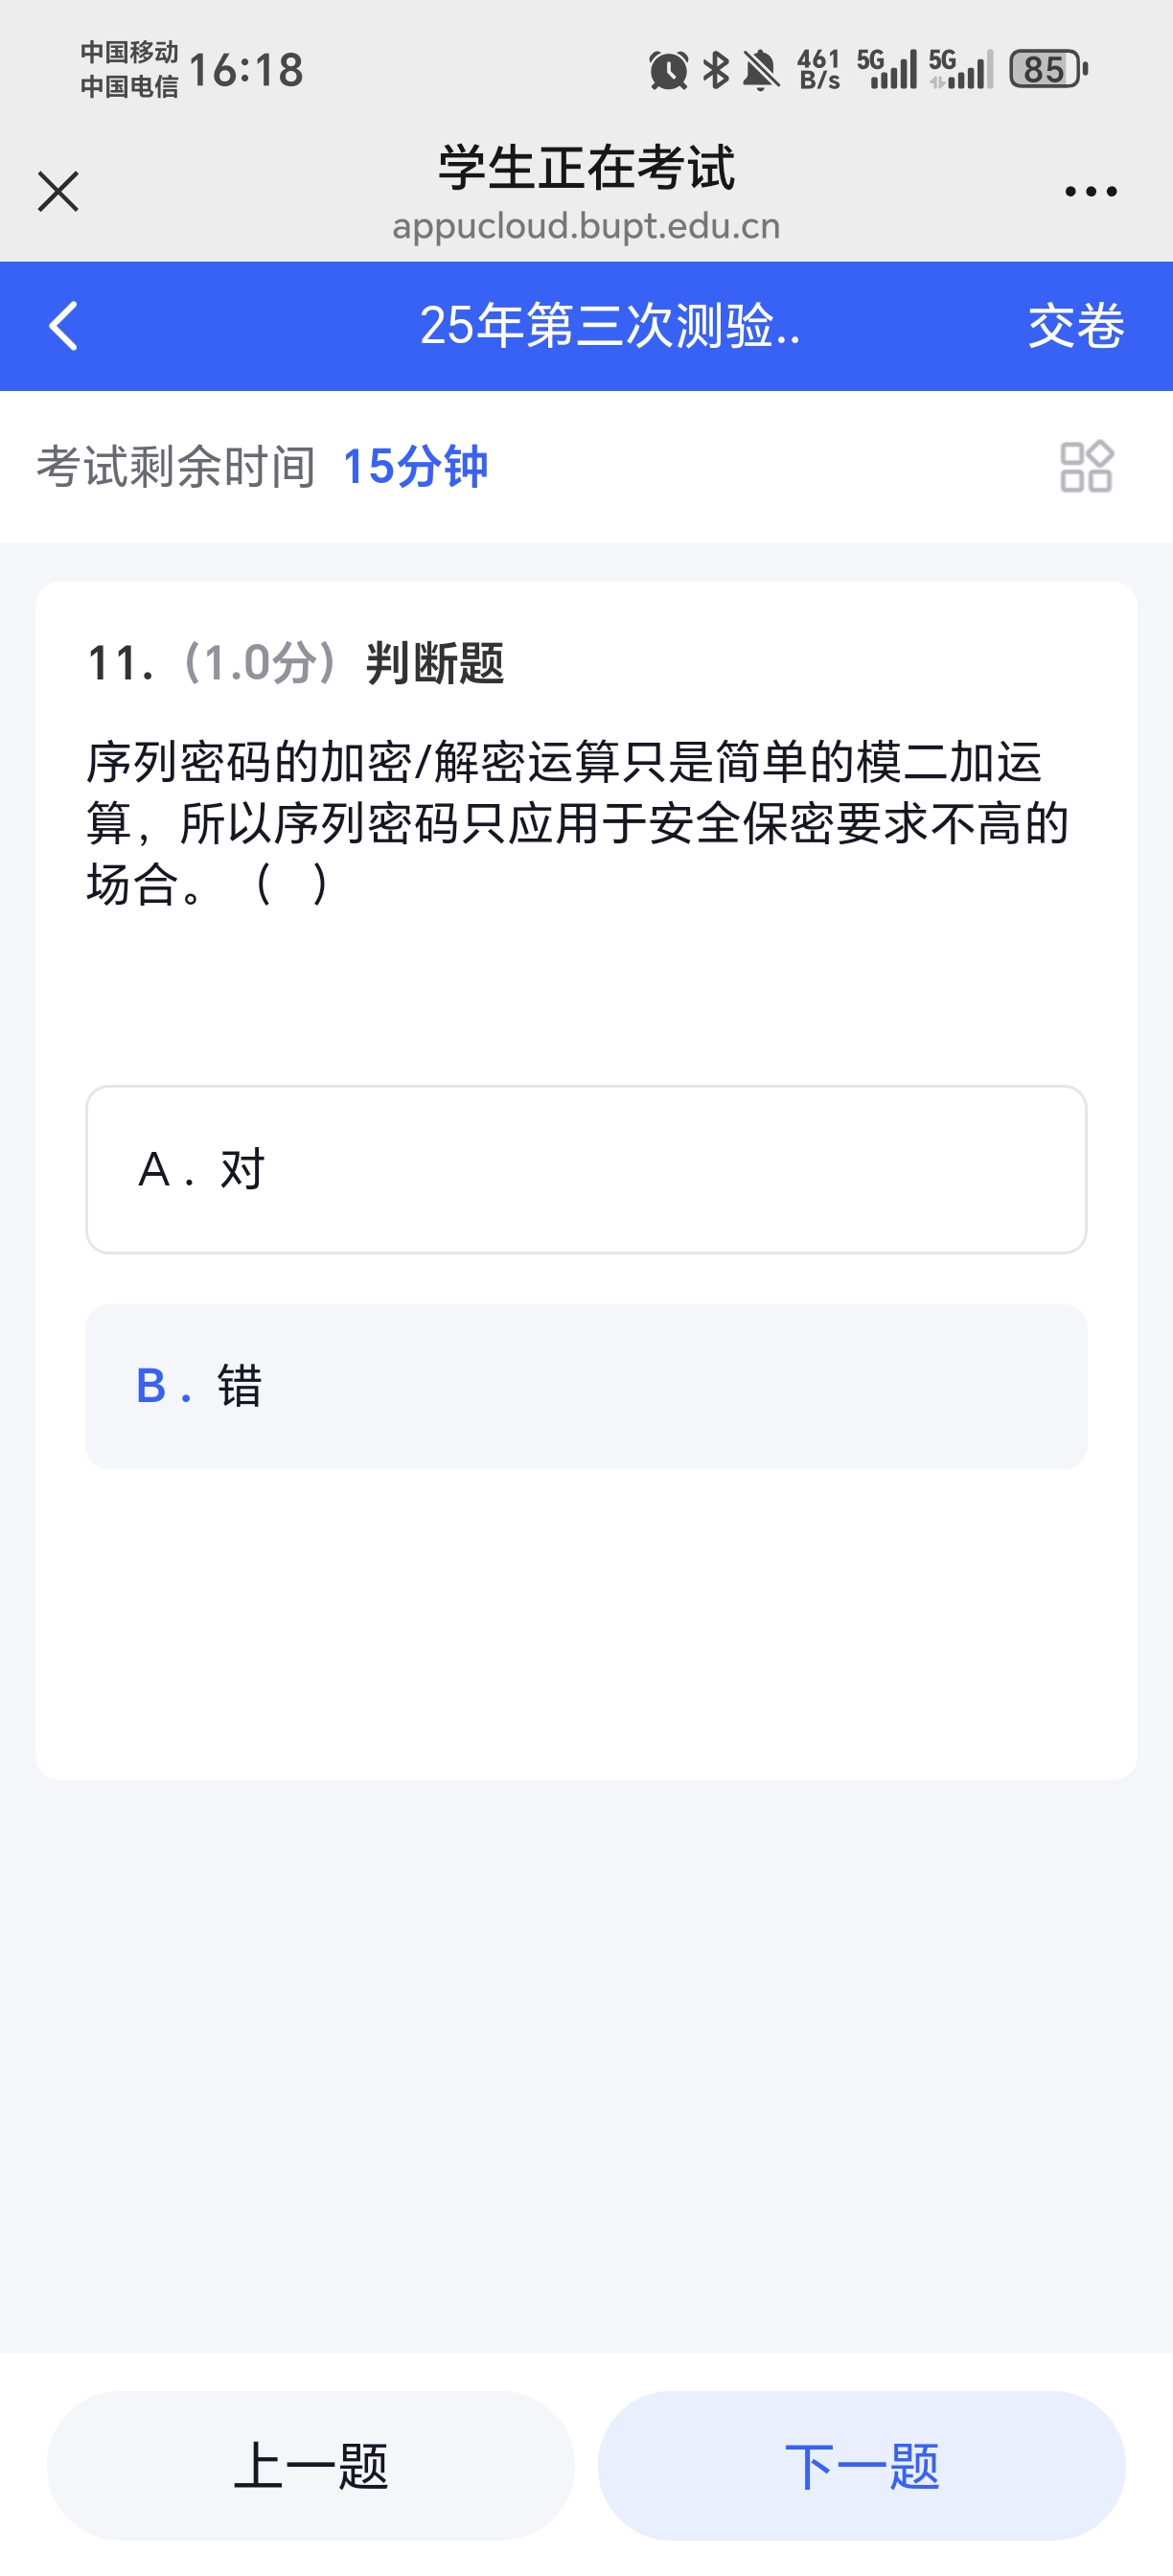 中国移动
中国电信
16:18
461
B/s
5G
5G
85
学生正在考试
appucloud.bupt.edu.cn
25年第三次测验..
交卷
考试剩余时间 15分钟
11. (1.0分) 判断题
序列密码的加密/解密运算只是简单的模二加运
算，所以序列密码只应用于安全保密要求不高的
场合。（ ）
A . 对
B . 错
上一题
下一题